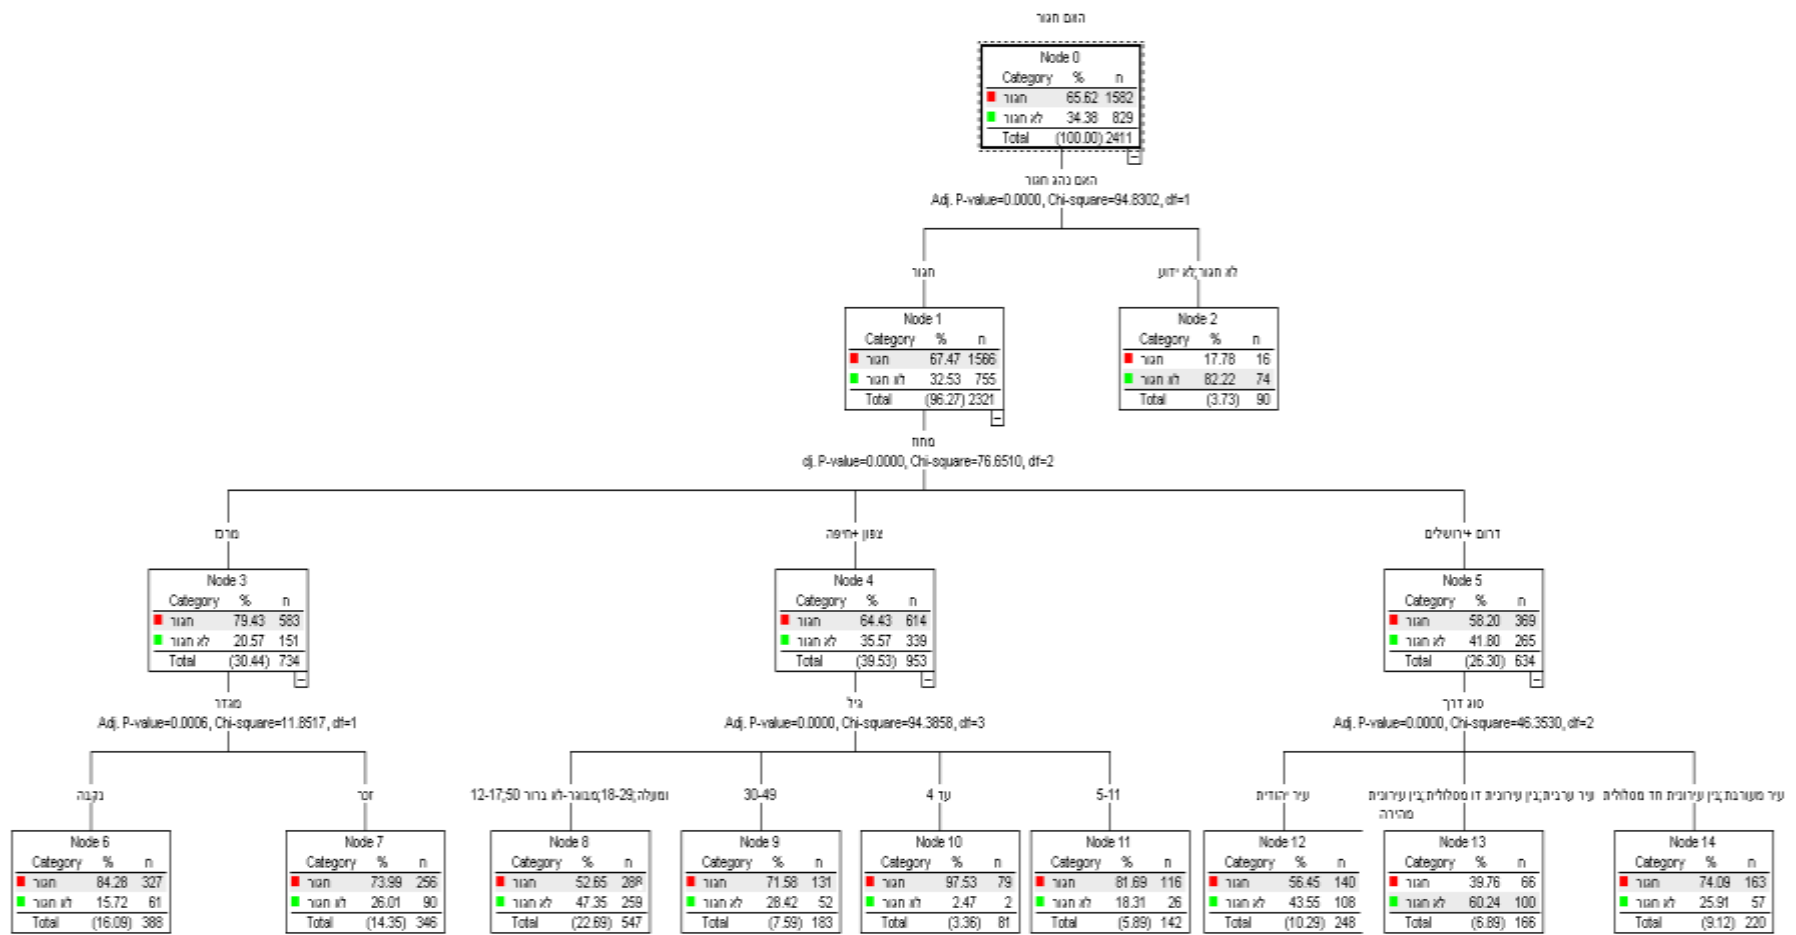 האם חגור
Node 0
Category % n
חגור 65.62 1582
לא חגור 34.38 829
Total (100.00) 2411
האם נהג חגור
Adj. P-value=0.0000, Chi-square=94.8302, df=1
חגור
לא חגור;לא ידוע
Node 1
Category % n
חגור 67.47 1566
לא חגור 32.53 755
Total (96.27) 2321
Node 2
Category % n
חגור 17.78 16
לא חגור 82.22 74
Total (3.73) 90
מחוז
dj. P-value=0.0000, Chi-square=76.6510, df=2
מרכז
צפון +חיפה
דרום +ירושלים
Node 3
Category % n
חגור 79.43 583
לא חגור 20.57 151
Total (30.44) 734
Node 4
Category % n
חגור 64.43 614
לא חגור 35.57 339
Total (39.53) 953
Node 5
Category % n
חגור 58.20 369
לא חגור 41.80 265
Total (26.30) 634
מגדר
Adj. P-value=0.0006, Chi-square=11.8517, df=1
גיל
Adj. P-value=0.0000, Chi-square=94.3858, df=3
סוג דרך
Adj. P-value=0.0000, Chi-square=46.3530, df=2
נקבה
זכר
12-17;50 ומעלה;18-29;מבוגר-לא ברור
30-49
עד 4
5-11
עיר יהודית
עיר ערבית;בין עירונית דו מסלולית;בין עירונית
מהירה
עיר מעורבת;בין עירונית חד מסלולית
Node 6
Category % n
חגור 84.28 327
לא חגור 15.72 61
Total (16.09) 388
Node 7
Category % n
חגור 73.99 256
לא חגור 26.01 90
Total (14.35) 346
Node 8
Category % n
חגור 52.65 288
לא חגור 47.35 259
Total (22.69) 547
Node 9
Category % n
חגור 71.58 131
לא חגור 28.42 52
Total (7.59) 183
Node 10
Category % n
חגור 97.53 79
לא חגור 2.47 2
Total (3.36) 81
Node 11
Category % n
חגור 81.69 116
לא חגור 18.31 26
Total (5.89) 142
Node 12
Category % n
חגור 56.45 140
לא חגור 43.55 108
Total (10.29) 248
Node 13
Category % n
חגור 39.76 66
לא חגור 60.24 100
Total (6.89) 166
Node 14
Category % n
חגור 74.09 163
לא חגור 25.91 57
Total (9.12) 220